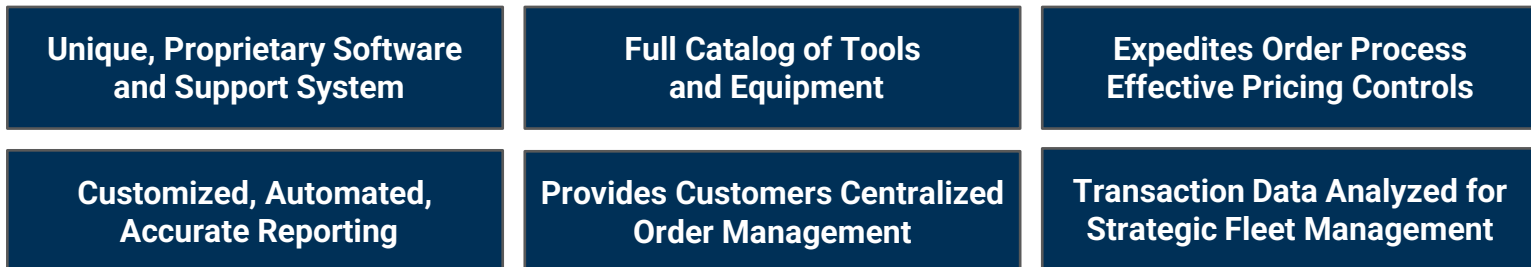 Unique, Proprietary Software
and Support System
Full Catalog of Tools
and Equipment
Expedites Order Process
Effective Pricing Controls
Customized, Automated,
Accurate Reporting
Provides Customers Centralized
Order Management
Transaction Data Analyzed for
Strategic Fleet Management